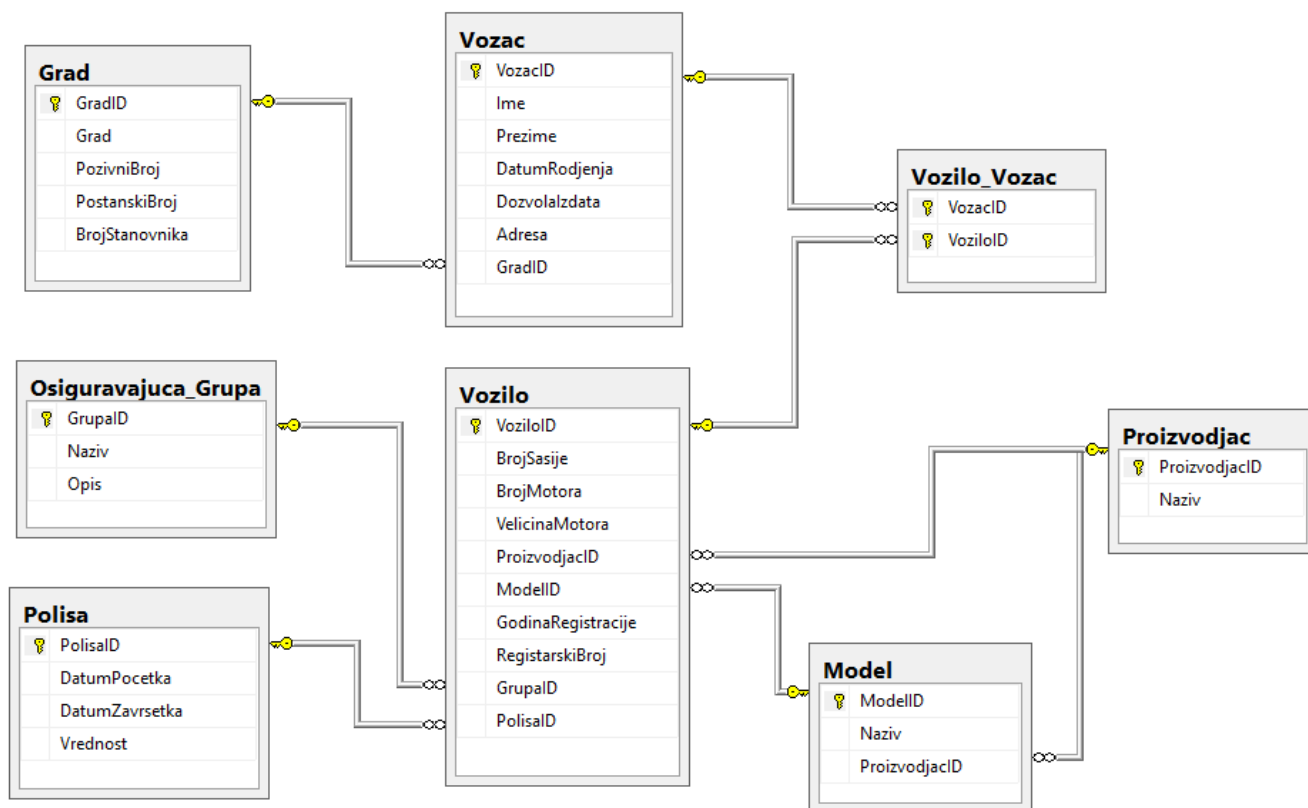 Grad
GradID
Grad
PozivniBroj
PostanskiBroj
BrojStanovnika
Vozac
VozacID
Ime
Prezime
DatumRodjenja
DozvolaIzdata
Adresa
GradID
Vozilo_Vozac
VozacID
VoziloID
Osiguravajuca_Grupa
GrupaID
Naziv
Opis
Vozilo
VoziloID
BrojSasije
BrojMotora
VelicinaMotora
ProizvodjacID
ModelID
GodinaRegistracije
RegistarskiBroj
GrupaID
PolisaID
Proizvodjac
ProizvodjacID
Naziv
Polisa
PolisaID
DatumPocetka
DatumZavrsetka
Vrednost
Model
ModelID
Naziv
ProizvodjacID